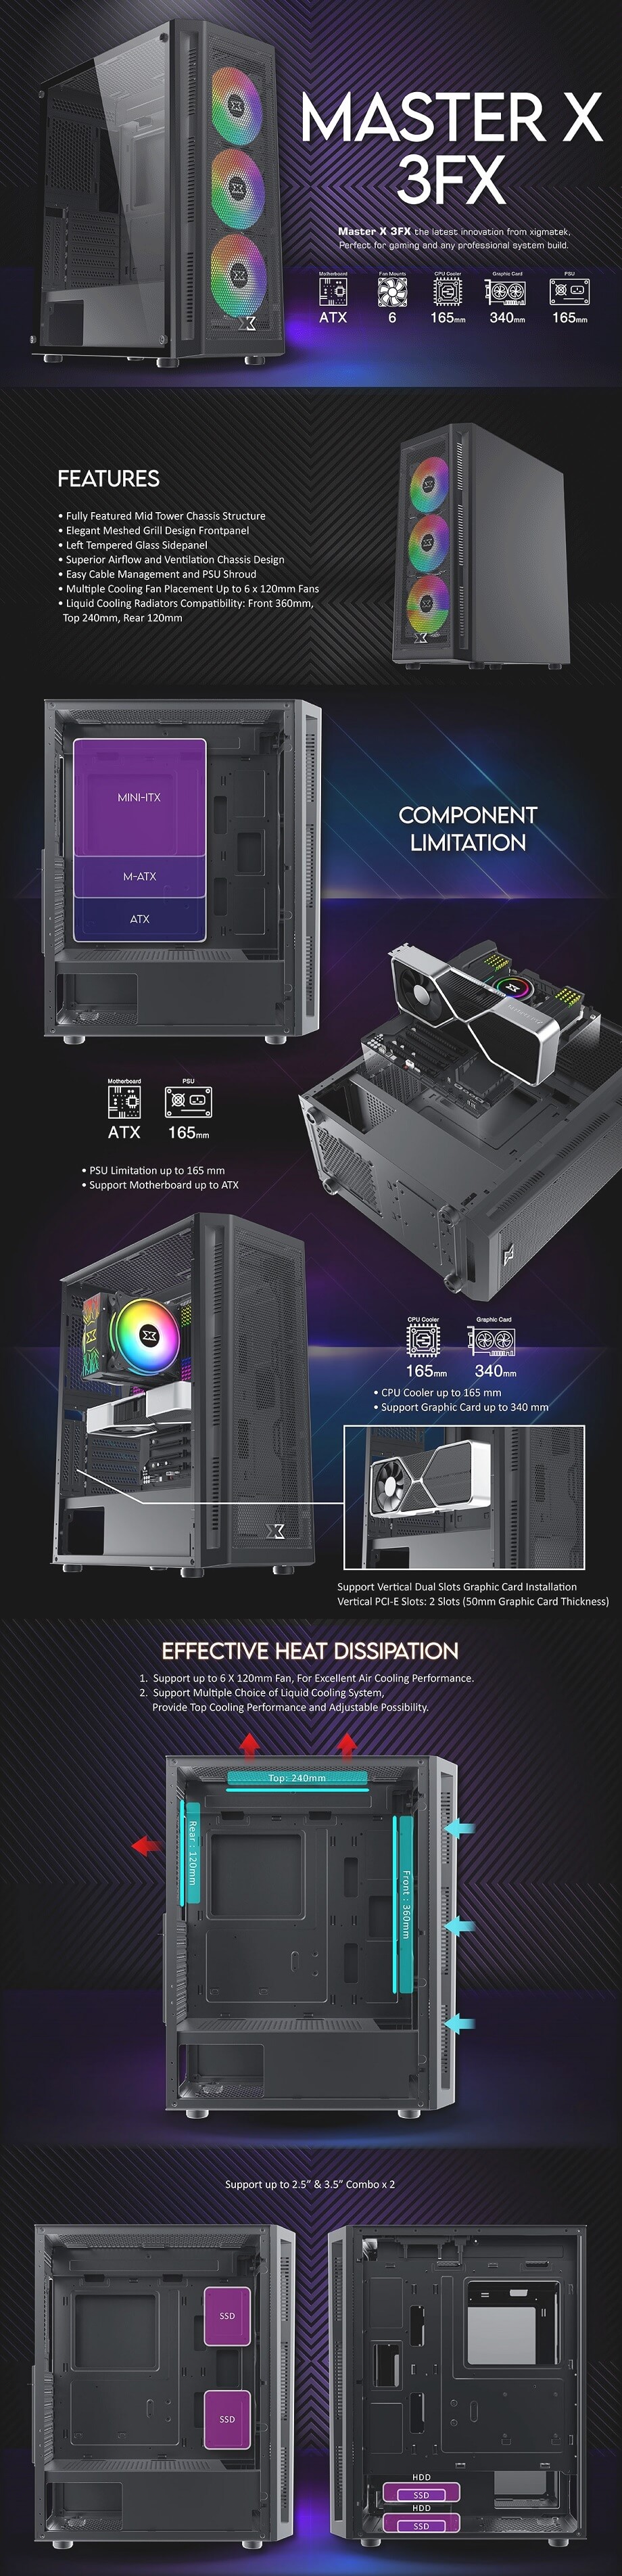 MASTER X
3FX
Master X 3FX the latest innovation from xigmatek,
Perfect for gaming and any professional system build.
Motherboard
Fan Mounts
CPU Cooler
Graphic Card
PSU
ATX
6
165mm
340mm
165mm
FEATURES
• Fully Featured Mid Tower Chassis Structure
• Elegant Meshed Grill Design Frontpanel
• Left Tempered Glass Sidepanel
• Superior Airflow and Ventilation Chassis Design
• Easy Cable Management and PSU Shroud
• Multiple Cooling Fan Placement Up to 6 x 120mm Fans
• Liquid Cooling Radiators Compatibility: Front 360mm,
Top 240mm, Rear 120mm
MINI-ITX
M-ATX
ATX
COMPONENT
LIMITATION
Motherboard
PSU
ATX
165mm
• PSU Limitation up to 165 mm
• Support Motherboard up to ATX
CPU Cooler
Graphic Card
165mm
340mm
• CPU Cooler up to 165 mm
• Support Graphic Card up to 340 mm
Support Vertical Dual Slots Graphic Card Installation
Vertical PCI-E Slots: 2 Slots (50mm Graphic Card Thickness)
EFFECTIVE HEAT DISSIPATION
1. Support up to 6 X 120mm Fan, For Excellent Air Cooling Performance.
2. Support Multiple Choice of Liquid Cooling System,
Provide Top Cooling Performance and Adjustable Possibility.
Top: 240mm
Rear : 120mm
Front : 360mm
Support up to 2.5" & 3.5" Combo x 2
SSD
SSD
HDD
SSD
HDD
SSD